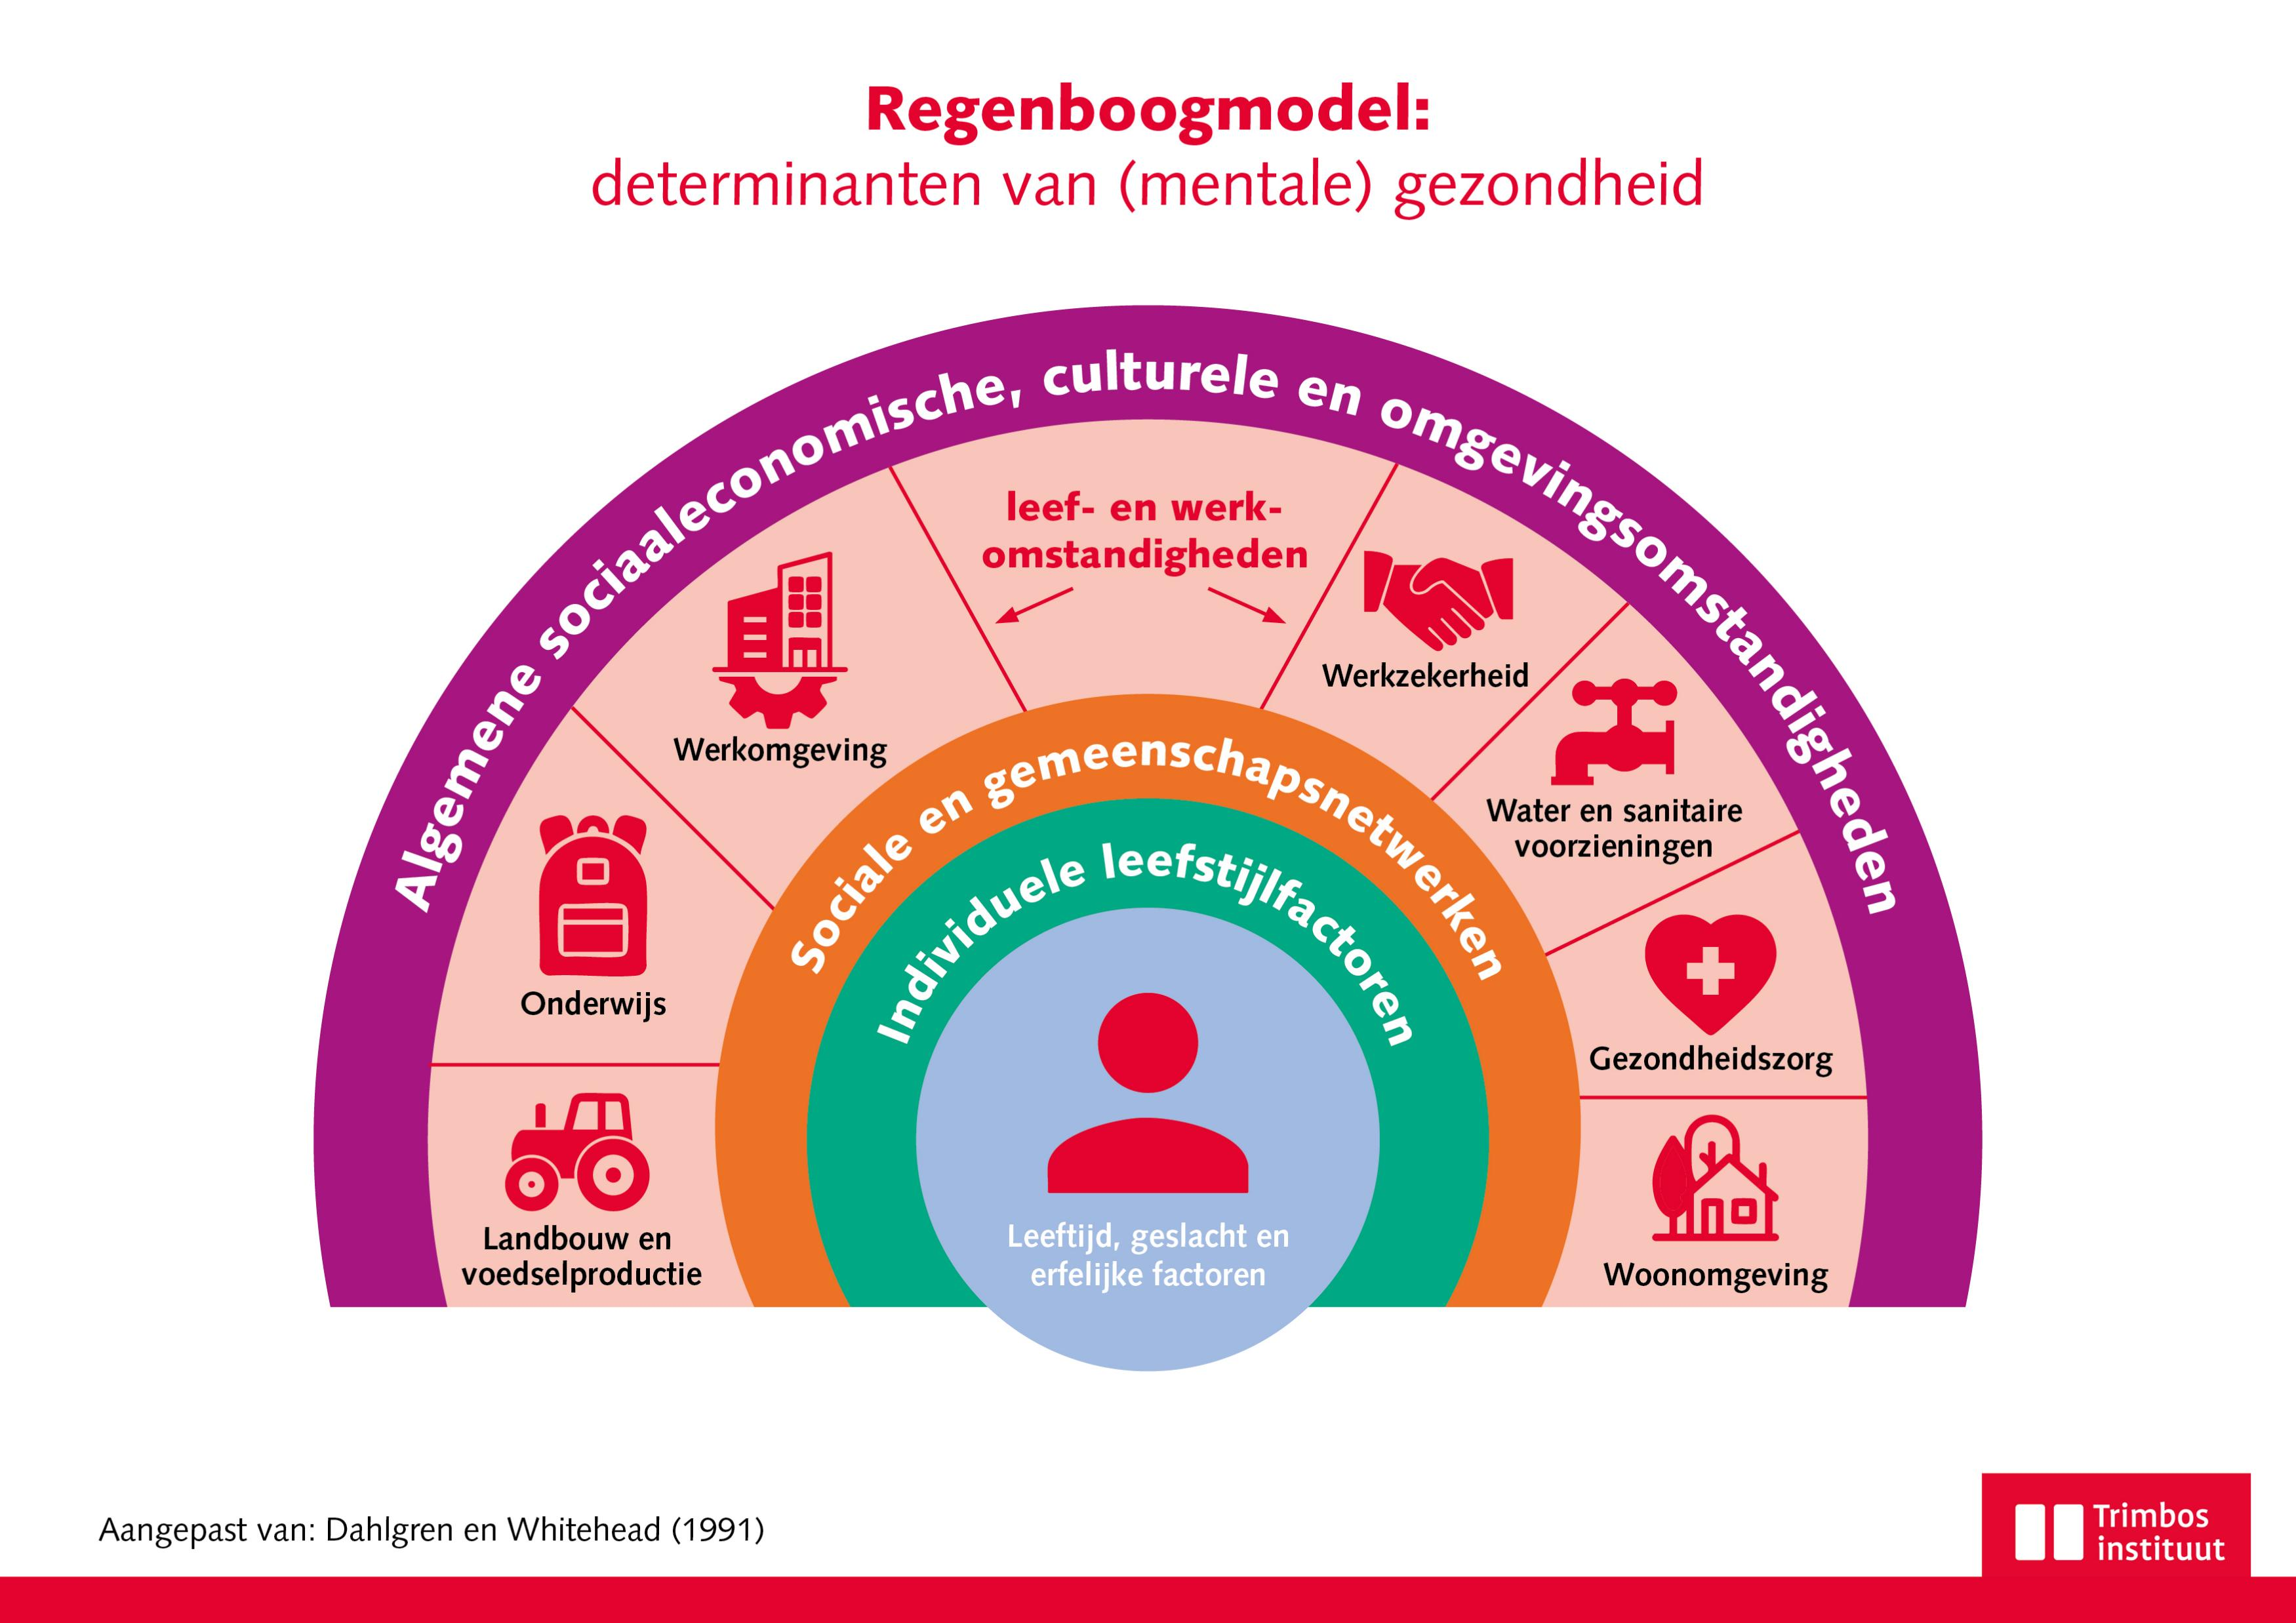 Regenboogmodel:
determinanten van (mentale) gezondheid
Algemene sociaaleconomische, culturele en omgevingsomstandigheden
leef- en werk-
omstandigheden
Werkomgeving
Werkzekerheid
Onderwijs
Water en sanitaire
voorzieningen
Landbouw en
voedselproductie
Gezondheidszorg
Woonomgeving
Sociale en gemeenschapsnetwerken
Individuele leefstijlfactoren
Leeftijd, geslacht en
erfelijke factoren
Aangepast van: Dahlgren en Whitehead (1991)
Trimbos
instituut